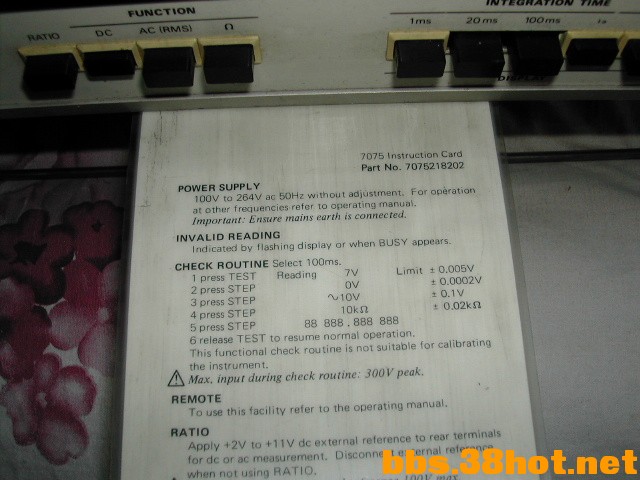 FUNCTION
INTEGRATION TIME
RATIO DC AC (RMS) Ω 1ms 20ms 100ms
7075 Instruction Card
Part No. 7075218202
POWER SUPPLY
100V to 264V ac 50Hz without adjustment. For operation
at other frequencies refer to operating manual.
Important: Ensure mains earth is connected.
INVALID READING
Indicated by flashing display or when BUSY appears.
CHECK ROUTINE Select 100ms.
1 press TEST Reading 7V Limit ± 0.005V
2 press STEP 0V ± 0.0002V
3 press STEP ∿10V ± 0.1V
4 press STEP 10kΩ ± 0.02kΩ
5 press STEP 88 888 . 888 888
6 release TEST to resume normal operation.
This functional check routine is not suitable for calibrating
the instrument.
Max. input during check routine: 300V peak.
REMOTE
To use this facility refer to the operating manual.
RATIO
Apply +2V to +11V dc external reference to rear terminals
for dc or ac measurement. Disconnect external reference
when not using RATIO.
bbs.38hot.net